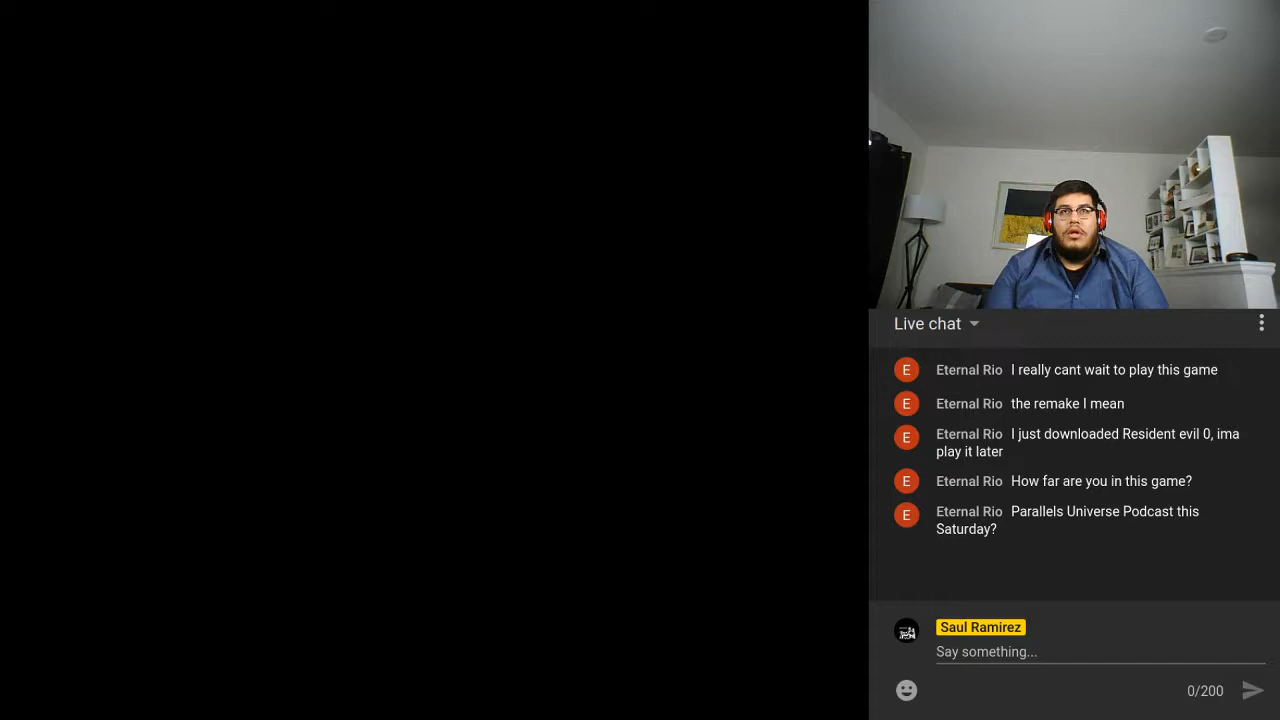 Live chat
E Eternal Rio I really cant wait to play this game
E Eternal Rio the remake I mean
E Eternal Rio I just downloaded Resident evil 0, ima
play it later
E Eternal Rio How far are you in this game?
E Eternal Rio Parallels Universe Podcast this
Saturday?
Saul Ramirez
Say something...
0/200